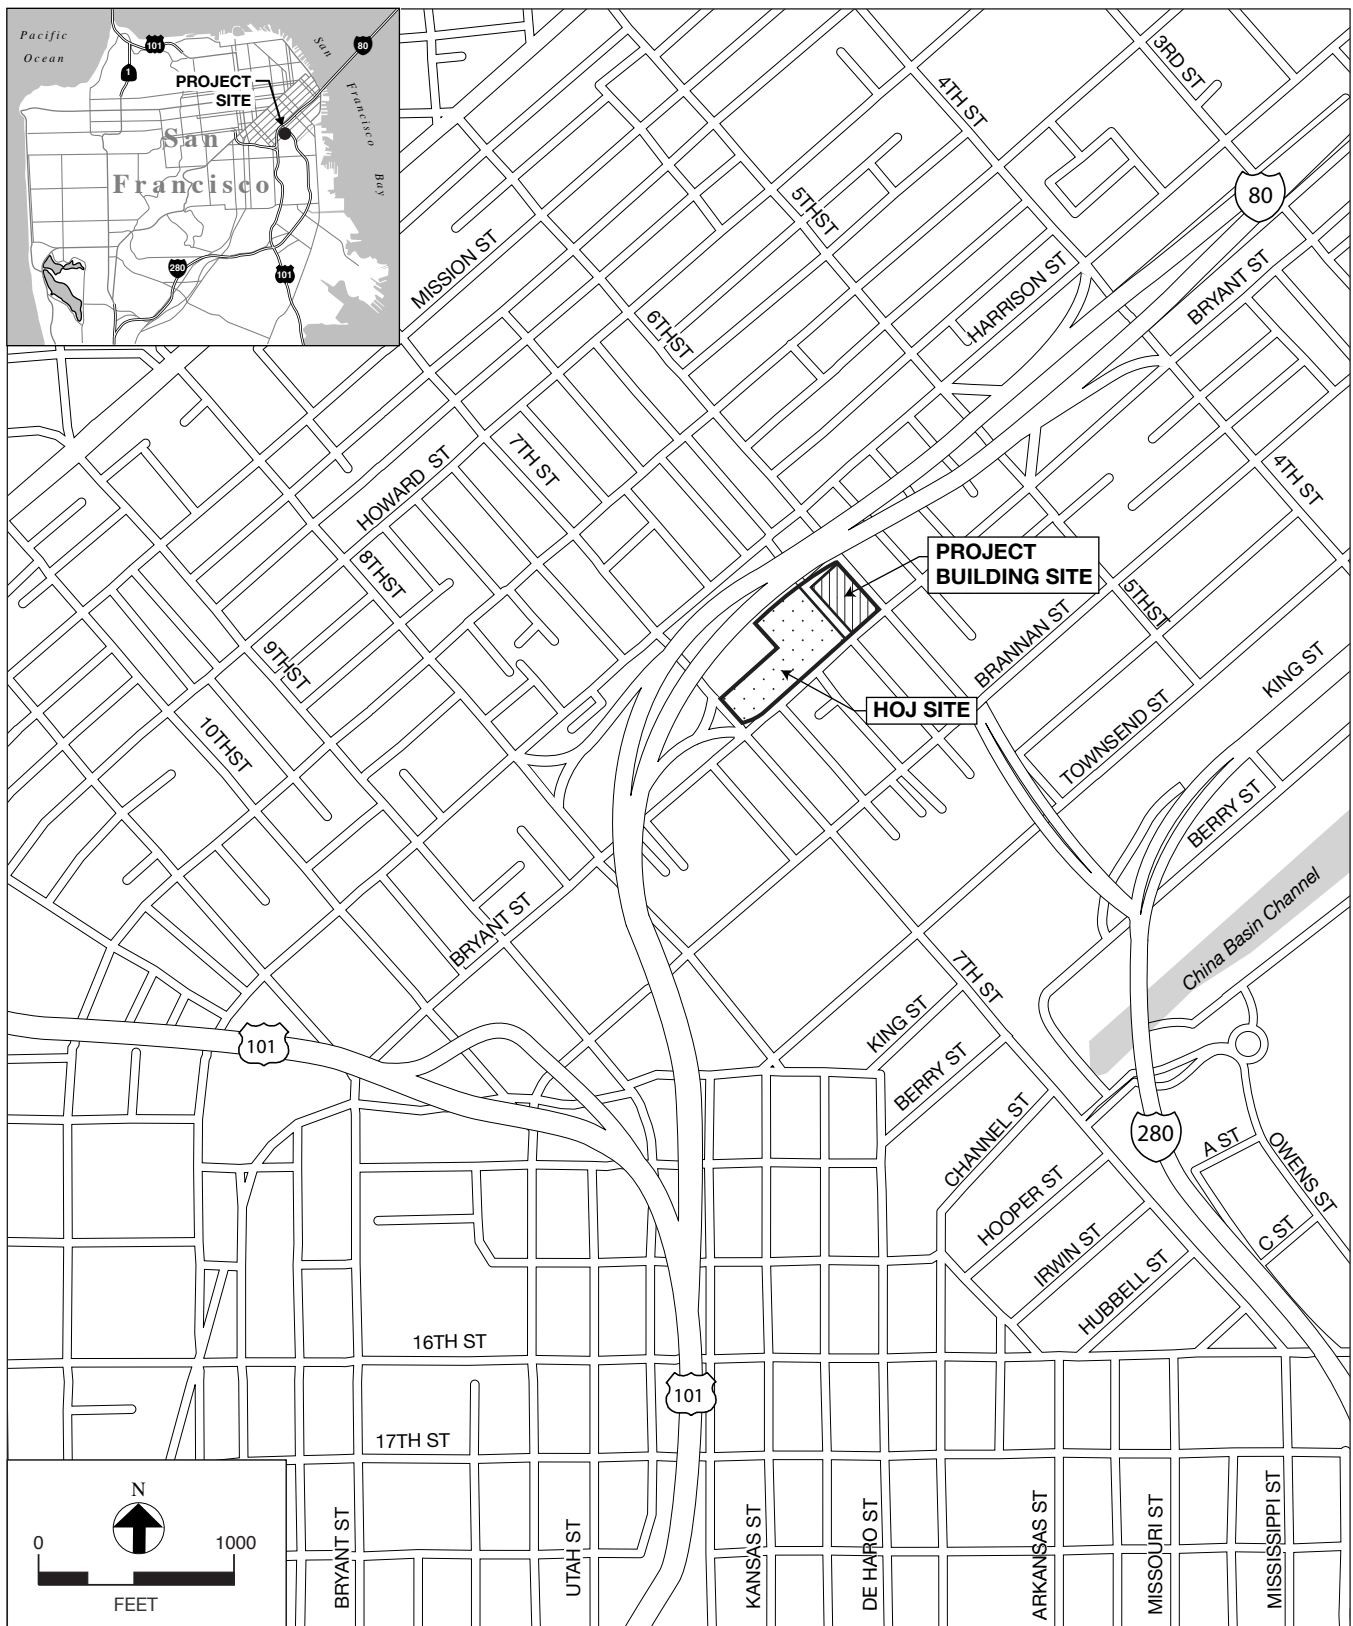 Pacific
Ocean
101
1
San
Francisco
Bay
80
PROJECT
SITE
San
Francisco
280
101
3RD ST
4TH ST
80
5THST
MISSION ST
HARRISON ST
BRYANT ST
6THST
7TH ST
HOWARD ST
4TH ST
8THST
PROJECT
BUILDING SITE
5THST
BRANNAN ST
9THST
KING ST
10THST
HOJ SITE
TOWNSEND ST
BERRY ST
BRYANT ST
China Basin Channel
7TH ST
KING ST
101
BERRY ST
CHANNEL ST
280
A ST
OWENS ST
HOOPER ST
IRWIN ST
C ST
HUBBELL ST
16TH ST
101
17TH ST
N
0 1000
FEET
BRYANT ST
UTAH ST
KANSAS ST
DE HARO ST
ARKANSAS ST
MISSOURI ST
MISSISSIPPI ST